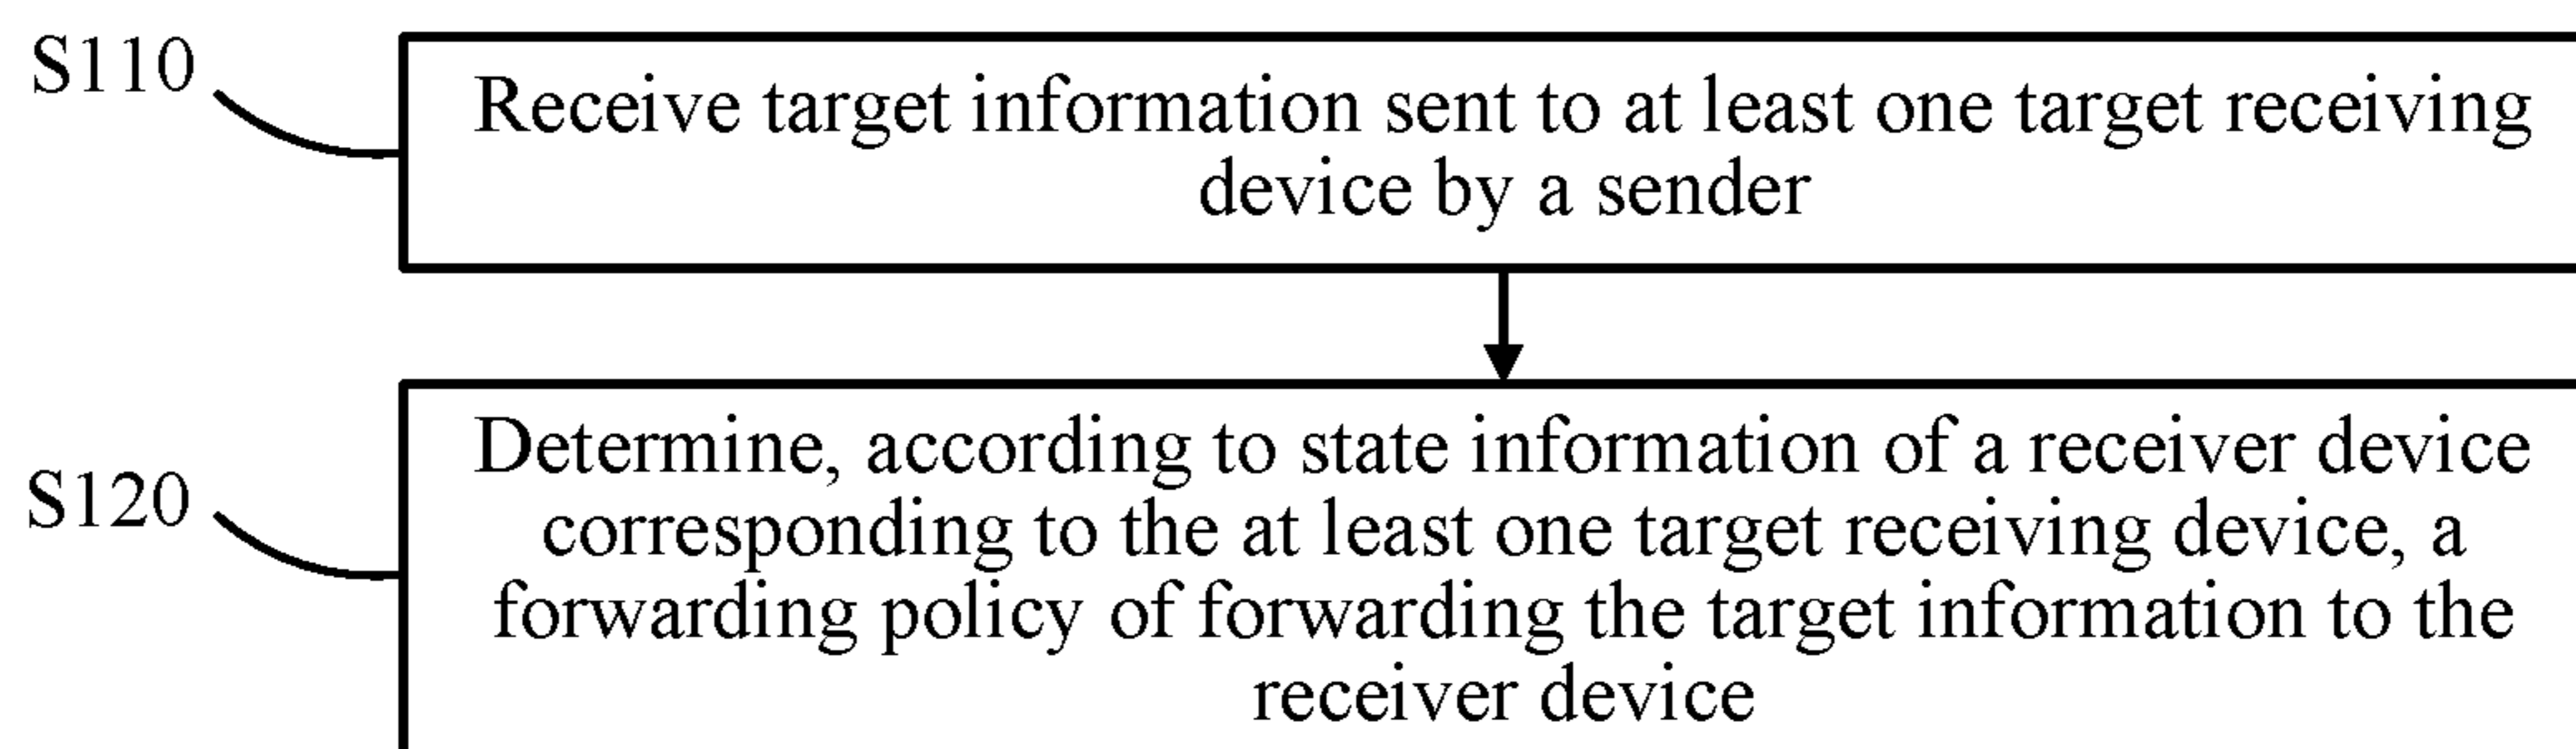 S110
Receive target information sent to at least one target receiving
device by a sender
S120
Determine, according to state information of a receiver device
corresponding to the at least one target receiving device, a
forwarding policy of forwarding the target information to the
receiver device